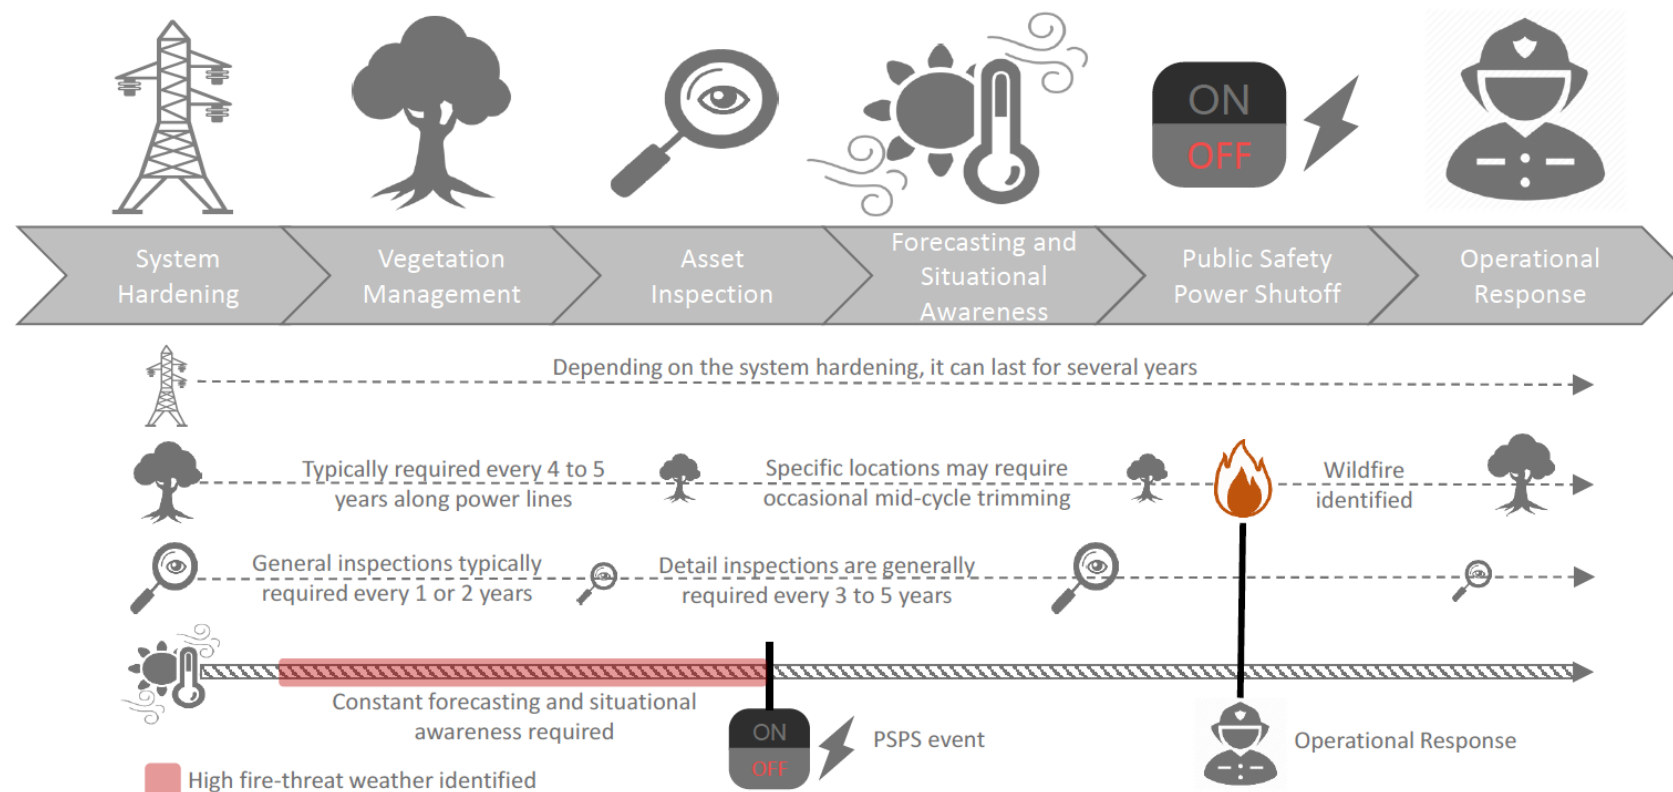 ON
OFF
System
Hardening
Vegetation
Management
Asset
Inspection
Forecasting and
Situational
Awareness
Public Safety
Power Shutoff
Operational
Response
Depending on the system hardening, it can last for several years
Typically required every 4 to 5
years along power lines
Specific locations may require
occasional mid-cycle trimming
Wildfire
identified
General inspections typically
required every 1 or 2 years
Detail inspections are generally
required every 3 to 5 years
Constant forecasting and situational
awareness required
ON
OFF
PSPS event
Operational Response
High fire-threat weather identified